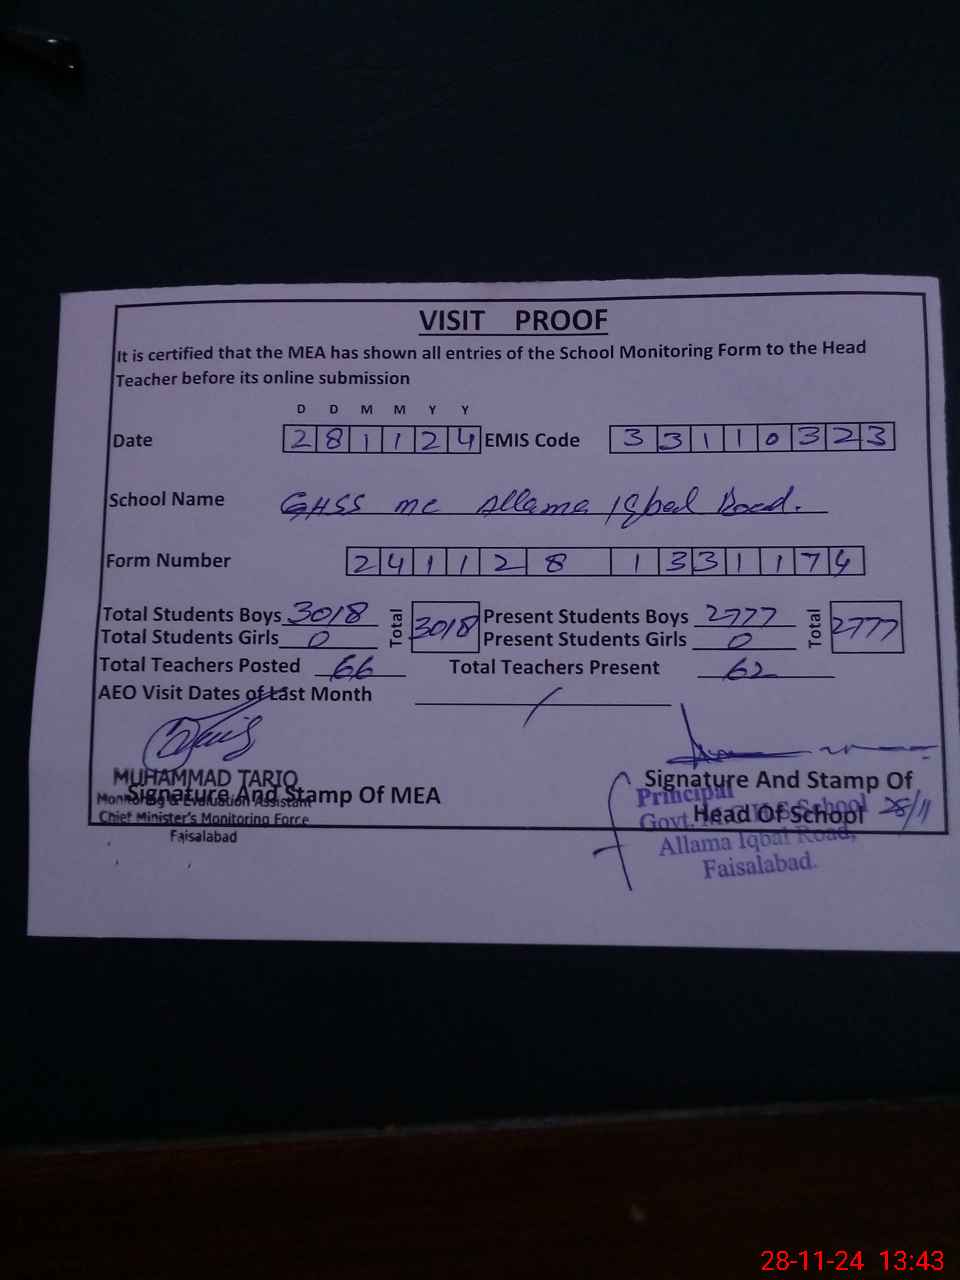 VISIT PROOF
It is certified that the MEA has shown all entries of the School Monitoring Form to the Head
Teacher before its online submission
D D M M Y Y
Date 2 8 1 1 2 4 EMIS Code 3 3 1 1 0 3 2 3
School Name GHSS MC Allama Iqbal Road.
Form Number 2 4 1 1 2 8 1 3 3 1 1 7 4
Total Students Boys 3018 Total 3018 Present Students Boys 2777 Total 2777
Total Students Girls 0 Present Students Girls 0
Total Teachers Posted 66 Total Teachers Present 62
AEO Visit Dates of Last Month /
MUHAMMAD TARIQ
Signature And Stamp Of MEA
Monitoring & Evaluation Assistant
Chief Minister's Monitoring Force
Faisalabad
Signature And Stamp Of
Head Of School 28/11
Principal
Govt. School
Allama Iqbal Road,
Faisalabad.
28-11-24 13:43